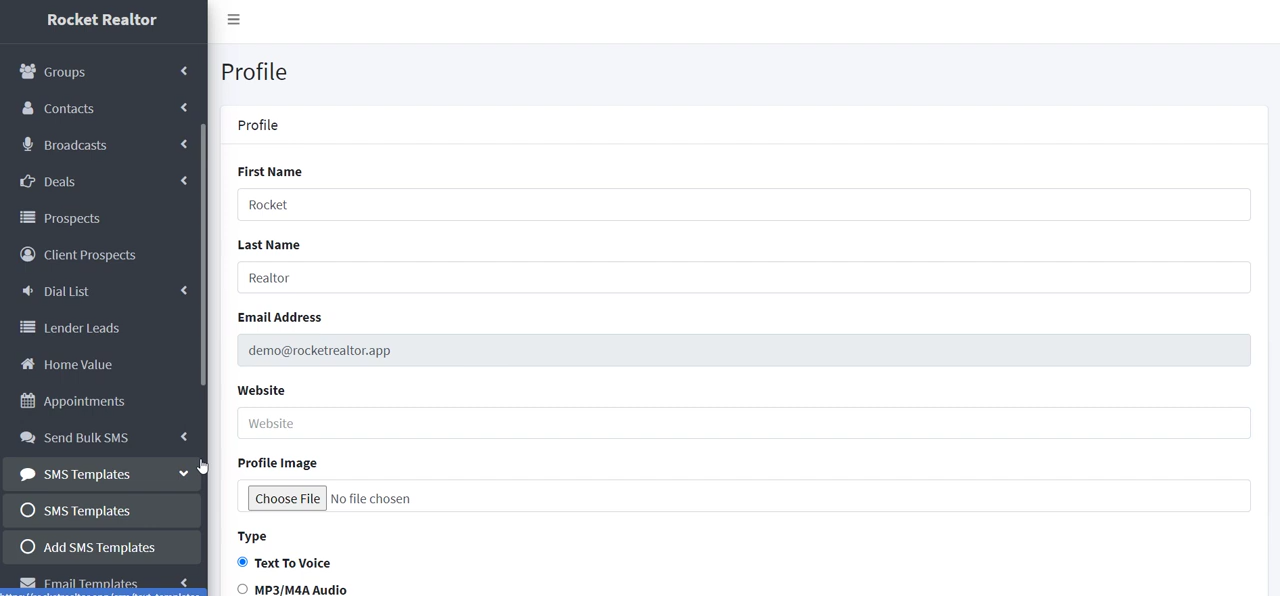 Rocket Realtor
Groups
Contacts
Broadcasts
Deals
Prospects
Client Prospects
Dial List
Lender Leads
Home Value
Appointments
Send Bulk SMS
SMS Templates
SMS Templates
Add SMS Templates
Email Templates
Profile
Profile
First Name
Rocket
Last Name
Realtor
Email Address
demo@rocketrealtor.app
Website
Website
Profile Image
Choose File No file chosen
Type
Text To Voice
MP3/M4A Audio